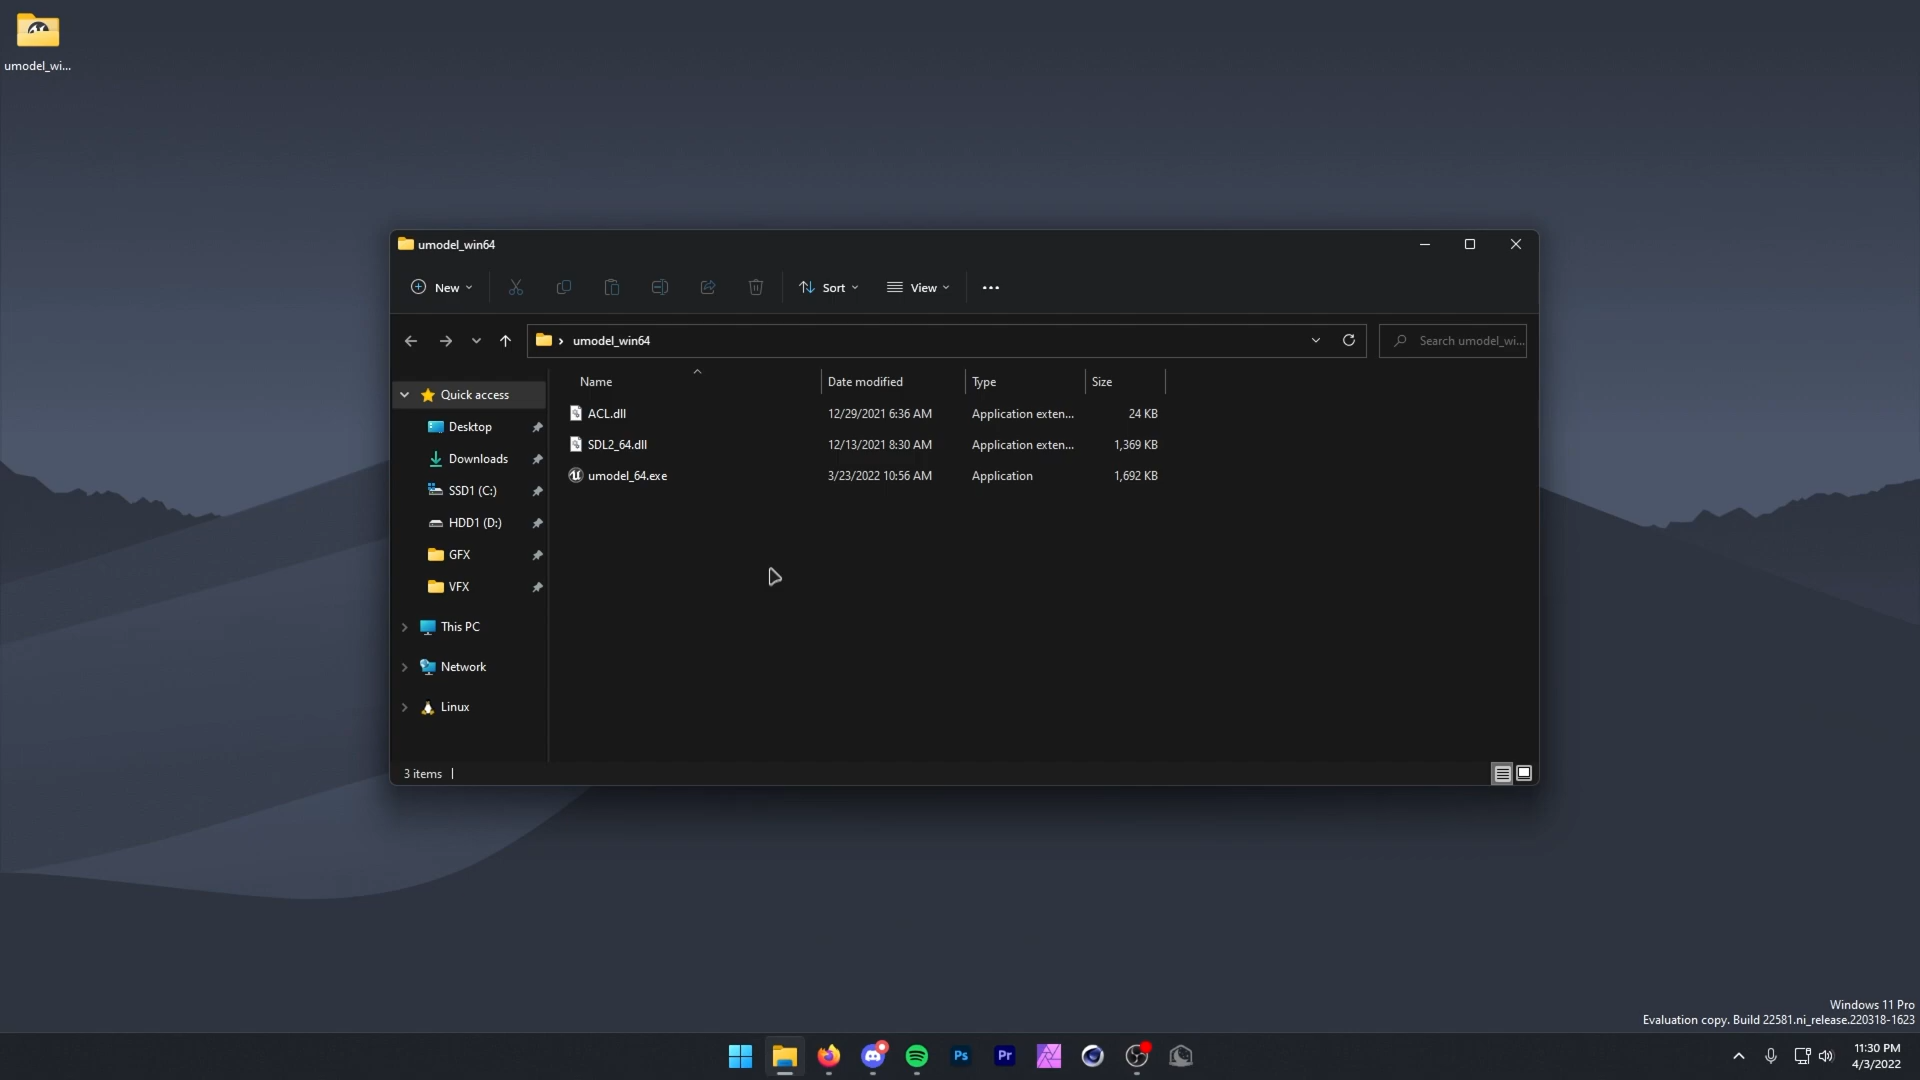 umodel_wi...
umodel_win64
New
Sort
View
umodel_win64
Search umodel_wi...
Name
Date modified
Type
Size
ACL.dll
12/29/2021 6:36 AM
Application exten...
24 KB
SDL2_64.dll
12/13/2021 8:30 AM
Application exten...
1,369 KB
umodel_64.exe
3/23/2022 10:56 AM
Application
1,692 KB
Quick access
Desktop
Downloads
SSD1 (C:)
HDD1 (D:)
GFX
VFX
This PC
Network
Linux
3 items
Windows 11 Pro
Evaluation copy. Build 22581.ni_release.220318-1623
Ps
Pr
11:30 PM
4/3/2022